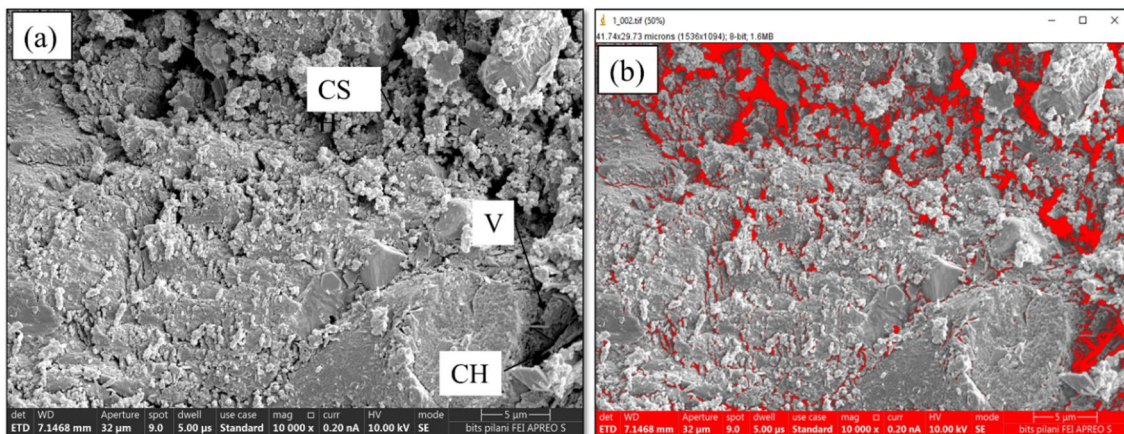 (a)
CS
V
CH
det WD Aperture spot dwell use case mag □ curr HV mode
ETD 7.1468 mm 32 µm 9.0 5.00 µs Standard 10 000 x 0.20 nA 10.00 kV SE
5 µm
bits pilani FEI APREO S
1_002.tif (50%)
41.74x29.73 microns (1536x1094); 8-bit; 1.6MB
(b)
det WD Aperture spot dwell use case mag □ curr HV mode
ETD 7.1468 mm 32 µm 9.0 5.00 µs Standard 10 000 x 0.20 nA 10.00 kV SE
5 µm
bits pilani FEI APREO S